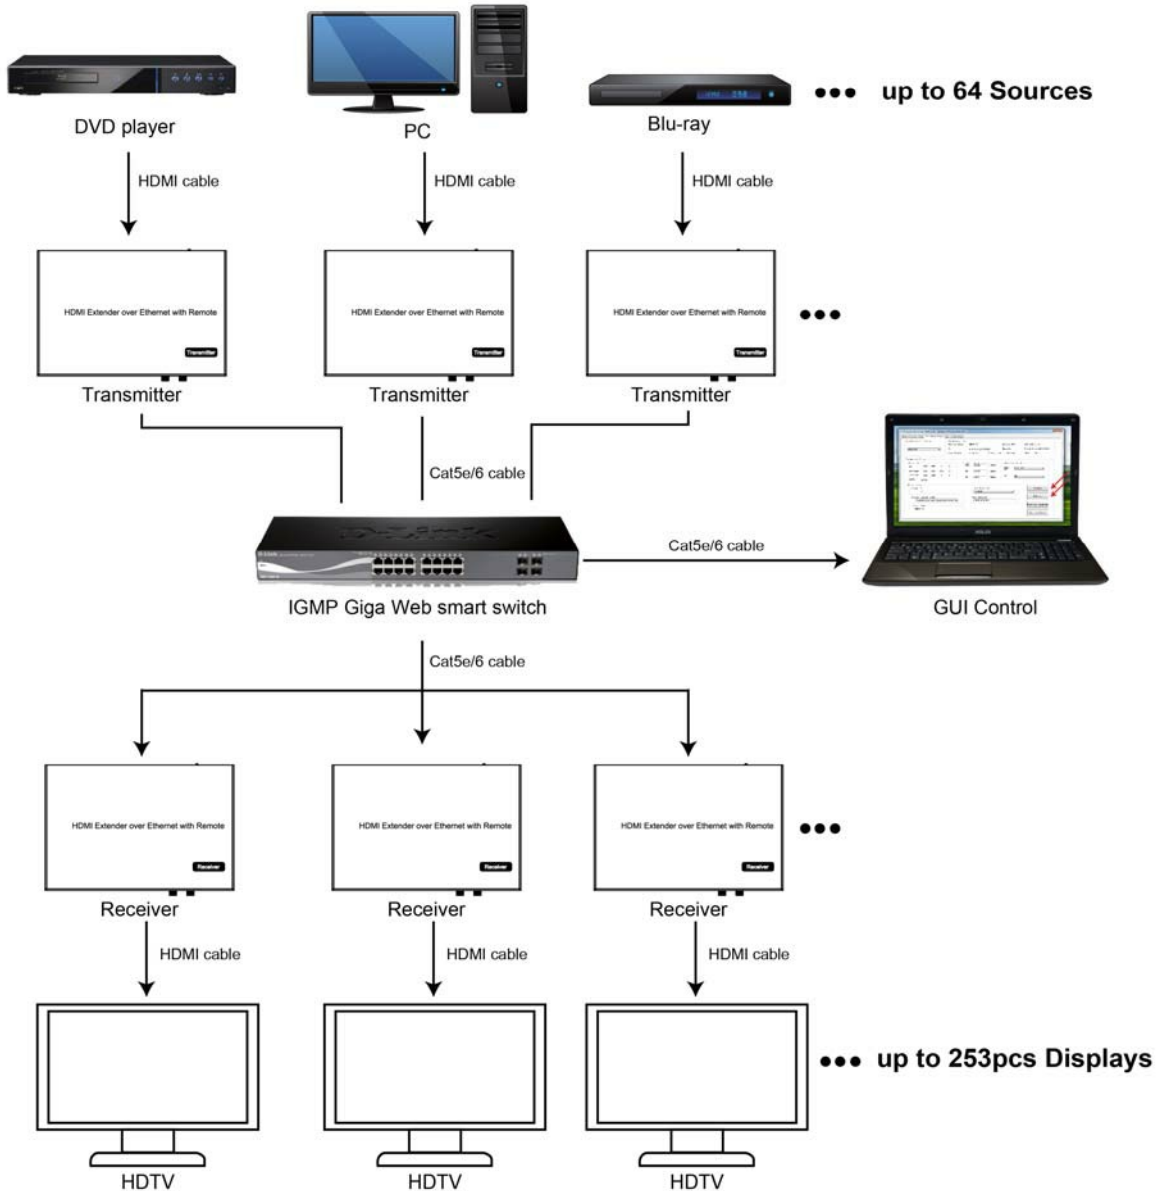 up to 64 Sources
DVD player
PC
Blu-ray
HDMI cable
HDMI cable
HDMI cable
HDMI Extender over Ethernet with Remote
HDMI Extender over Ethernet with Remote
HDMI Extender over Ethernet with Remote
Transmitter
Transmitter
Transmitter
Transmitter
Transmitter
Transmitter
Cat5e/6 cable
D-Link
D-Link
Cat5e/6 cable
IGMP Giga Web smart switch
GUI Control
Cat5e/6 cable
HDMI Extender over Ethernet with Remote
HDMI Extender over Ethernet with Remote
HDMI Extender over Ethernet with Remote
Receiver
Receiver
Receiver
Receiver
Receiver
Receiver
HDMI cable
HDMI cable
HDMI cable
up to 253pcs Displays
HDTV
HDTV
HDTV